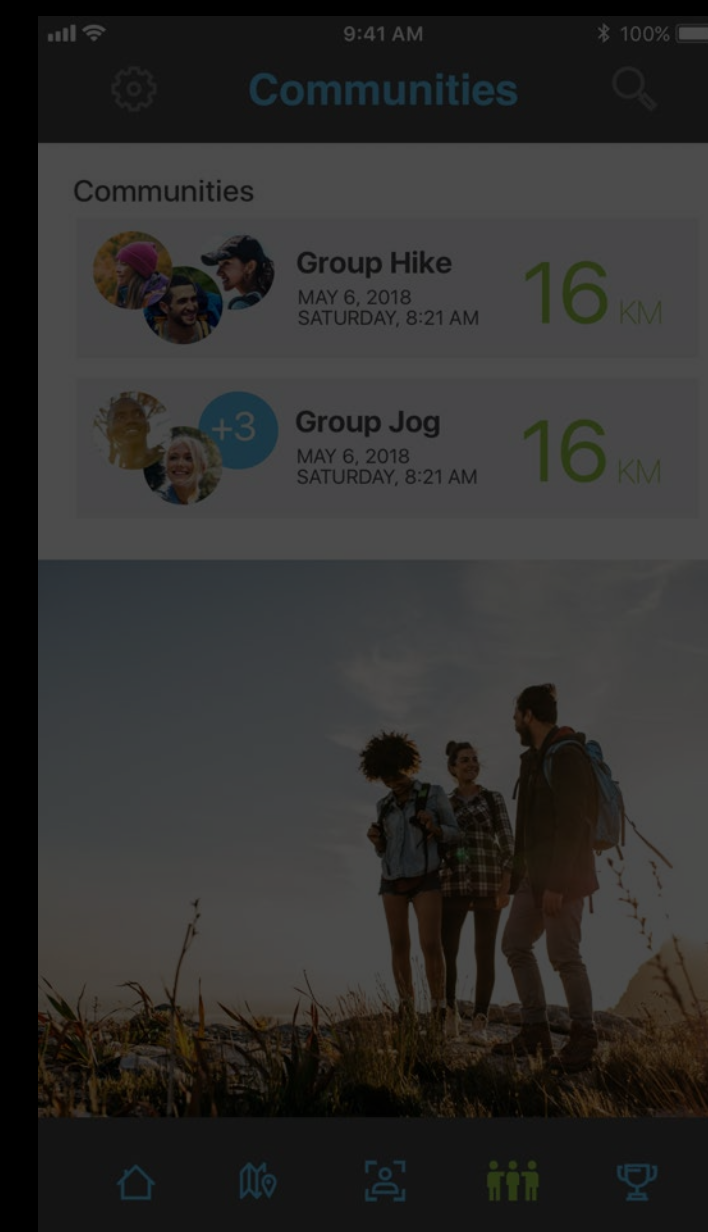 9:41 AM
100%
Communities
Communities
Group Hike
MAY 6, 2018
SATURDAY, 8:21 AM
16 KM
+3
Group Jog
MAY 6, 2018
SATURDAY, 8:21 AM
16 KM